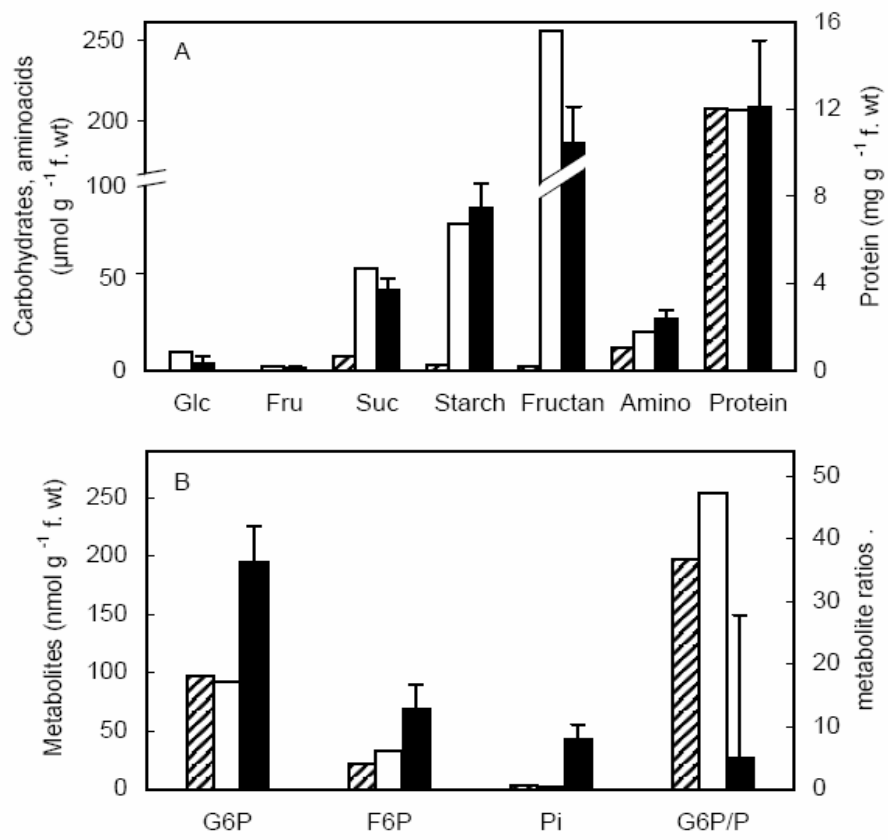 A
250
200
100
50
0
Carbohydrates, aminoacids
(μmol g -1 f. wt)
16
12
8
4
0
Protein (mg g -1 f. wt)
Glc Fru Suc Starch Fructan Amino Protein
B
250
200
150
100
50
0
Metabolites (nmol g -1 f. wt)
50
40
30
20
10
0
metabolite ratios .
G6P F6P Pi G6P/P